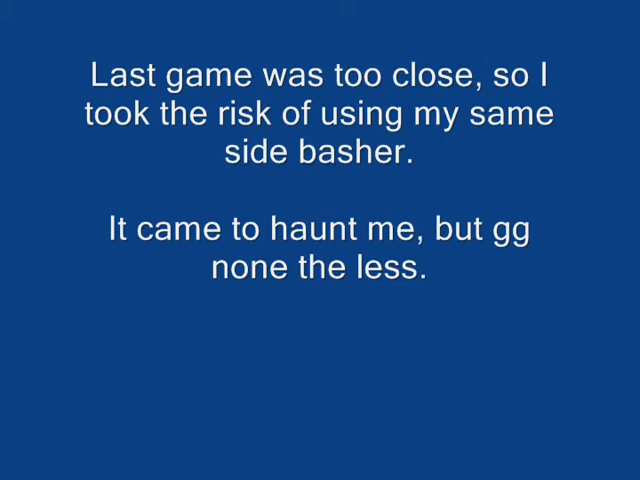 Last game was too close, so I
took the risk of using my same
side basher.
It came to haunt me, but gg
none the less.